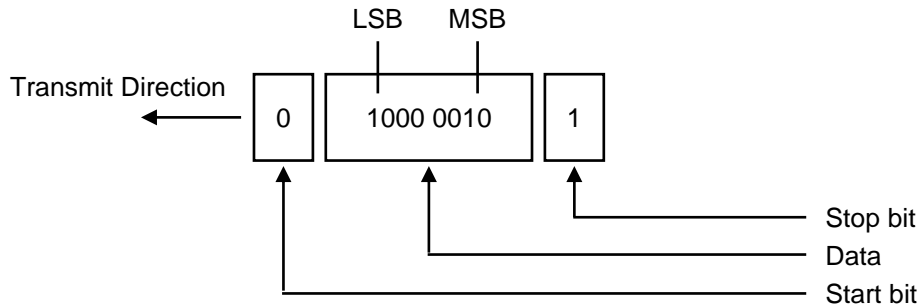 LSB MSB
Transmit Direction
0 1000 0010 1
Stop bit
Data
Start bit